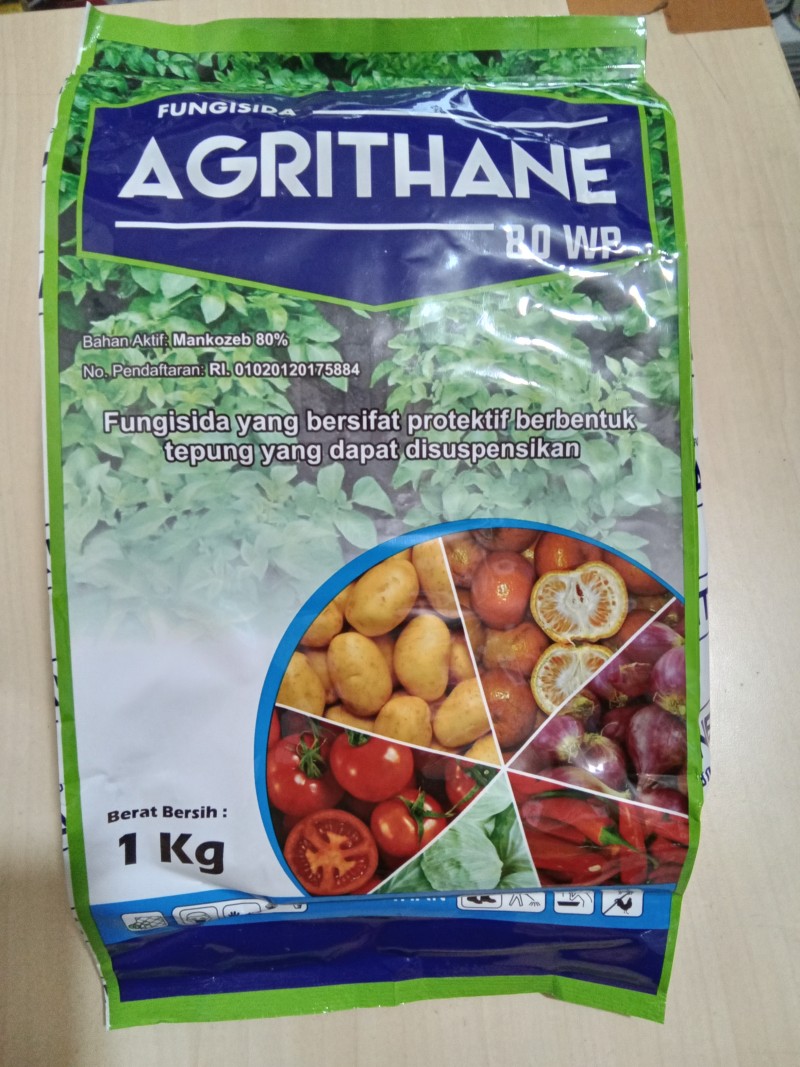 FUNGISIDA
AGRITHANE
80 WP
Bahan Aktif: Mankozeb 80%
No. Pendaftaran: RI. 01020120175884
Fungisida yang bersifat protektif berbentuk
tepung yang dapat disuspensikan
Berat Bersih :
1 Kg